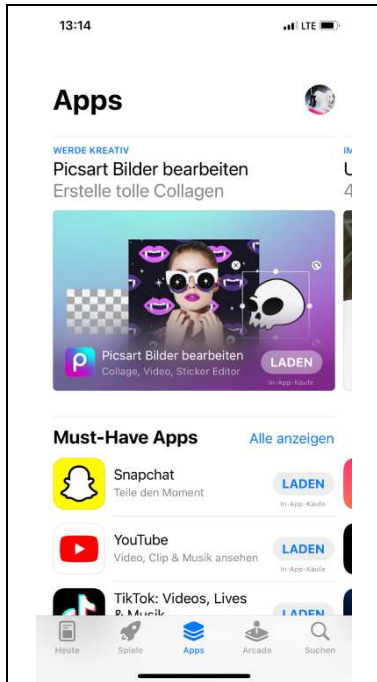 13:14
LTE
Apps
WERDE KREATIV
Picsart Bilder bearbeiten
Erstelle tolle Collagen
Picsart Bilder bearbeiten
Collage, Video, Sticker Editor
LADEN
In-App-Käufe
Must-Have Apps
Alle anzeigen
Snapchat
Teile den Moment
LADEN
In-App-Käufe
YouTube
Video, Clip & Musik ansehen
LADEN
In-App-Käufe
TikTok: Videos, Lives
& Musik
LADEN
Heute
Spiele
Apps
Arcade
Suchen